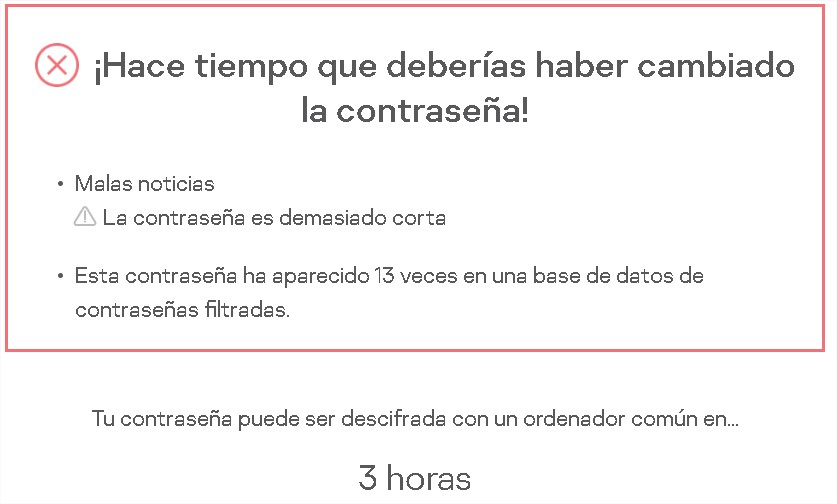 ¡Hace tiempo que deberías haber cambiado
la contraseña!
• Malas noticias
La contraseña es demasiado corta
• Esta contraseña ha aparecido 13 veces en una base de datos de
contraseñas filtradas.
Tu contraseña puede ser descifrada con un ordenador común en...
3 horas